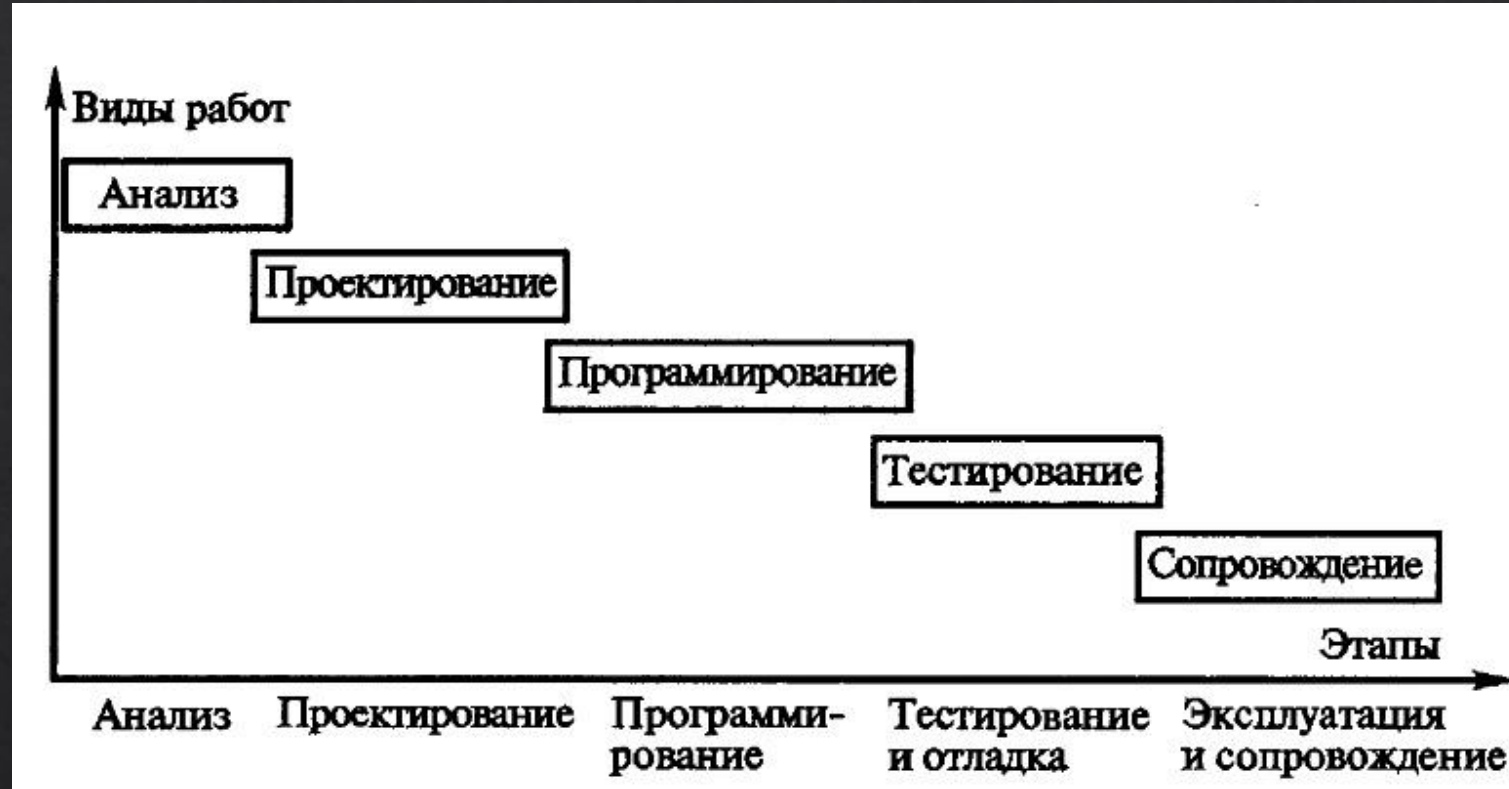 Виды работ
Анализ
Проектирование
Программирование
Тестирование
Сопровождение
Этапы
Анализ
Проектирование
Программи-
рование
Тестирование
и отладка
Эксплуатация
и сопровождение